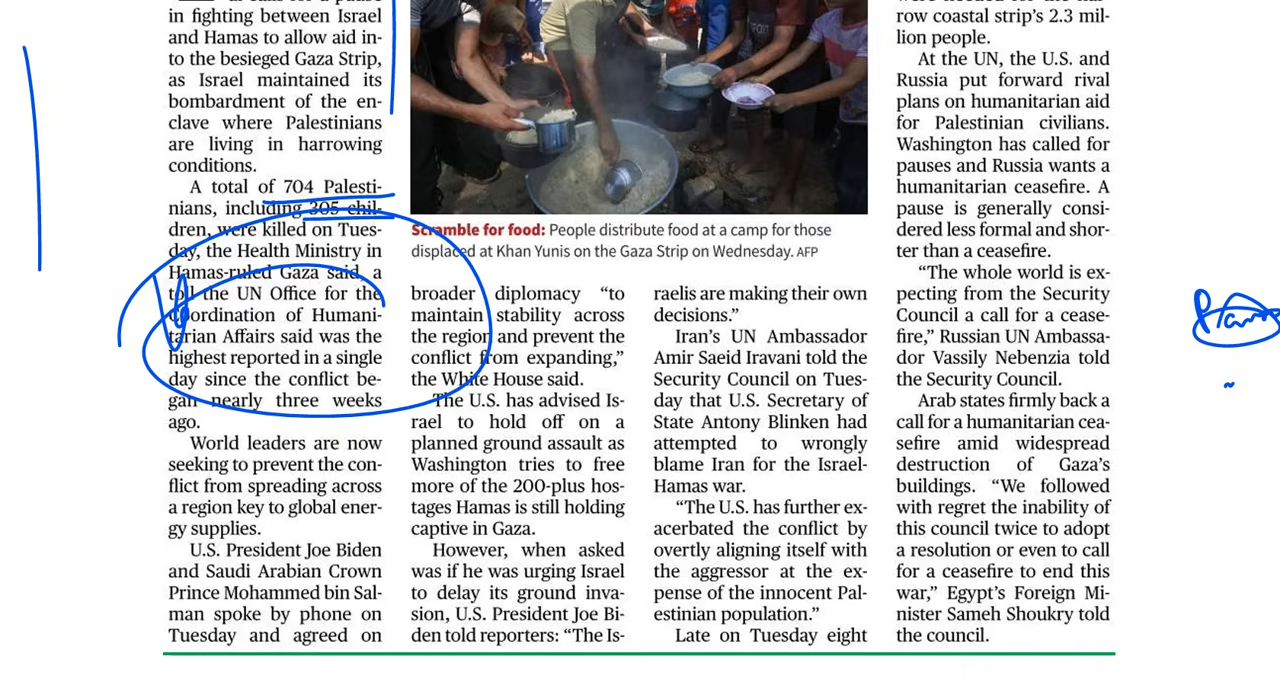 in fighting between Israel
and Hamas to allow aid in-
to the besieged Gaza Strip,
as Israel maintained its
bombardment of the en-
clave where Palestinians
are living in harrowing
conditions.
A total of 704 Palesti-
nians, including 305 chil-
dren, were killed on Tues-
day, the Health Ministry in
Hamas-ruled Gaza said, a
toll the UN Office for the
Coordination of Humani-
tarian Affairs said was the
highest reported in a single
day since the conflict be-
gan nearly three weeks
ago.
World leaders are now
seeking to prevent the con-
flict from spreading across
a region key to global ener-
gy supplies.
U.S. President Joe Biden
and Saudi Arabian Crown
Prince Mohammed bin Sal-
man spoke by phone on
Tuesday and agreed on
Scramble for food: People distribute food at a camp for those
displaced at Khan Yunis on the Gaza Strip on Wednesday. AFP
broader diplomacy “to
maintain stability across
the region and prevent the
conflict from expanding,”
the White House said.
The U.S. has advised Is-
rael to hold off on a
planned ground assault as
Washington tries to free
more of the 200-plus hos-
tages Hamas is still holding
captive in Gaza.
However, when asked
was if he was urging Israel
to delay its ground inva-
sion, U.S. President Joe Bi-
den told reporters: “The Is-
raelis are making their own
decisions.”
Iran’s UN Ambassador
Amir Saeid Iravani told the
Security Council on Tues-
day that U.S. Secretary of
State Antony Blinken had
attempted to wrongly
blame Iran for the Israel-
Hamas war.
“The U.S. has further ex-
acerbated the conflict by
overtly aligning itself with
the aggressor at the ex-
pense of the innocent Pal-
estinian population.”
Late on Tuesday eight
row coastal strip’s 2.3 mil-
lion people.
At the UN, the U.S. and
Russia put forward rival
plans on humanitarian aid
for Palestinian civilians.
Washington has called for
pauses and Russia wants a
humanitarian ceasefire. A
pause is generally consi-
dered less formal and shor-
ter than a ceasefire.
“The whole world is ex-
pecting from the Security
Council a call for a cease-
fire,” Russian UN Ambassa-
dor Vassily Nebenzia told
the Security Council.
Arab states firmly back a
call for a humanitarian cea-
sefire amid widespread
destruction of Gaza’s
buildings. “We followed
with regret the inability of
this council twice to adopt
a resolution or even to call
for a ceasefire to end this
war,” Egypt’s Foreign Mi-
nister Sameh Shoukry told
the council.